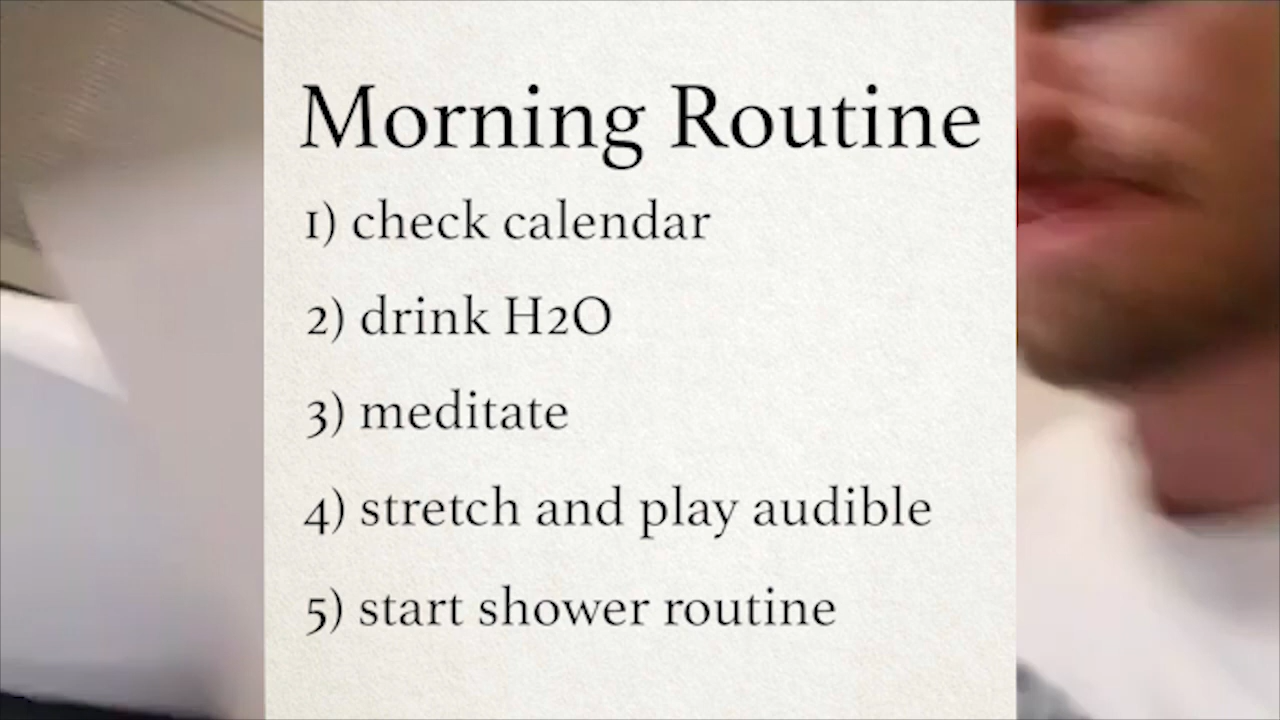 Morning Routine
1) check calendar
2) drink H2O
3) meditate
4) stretch and play audible
5) start shower routine